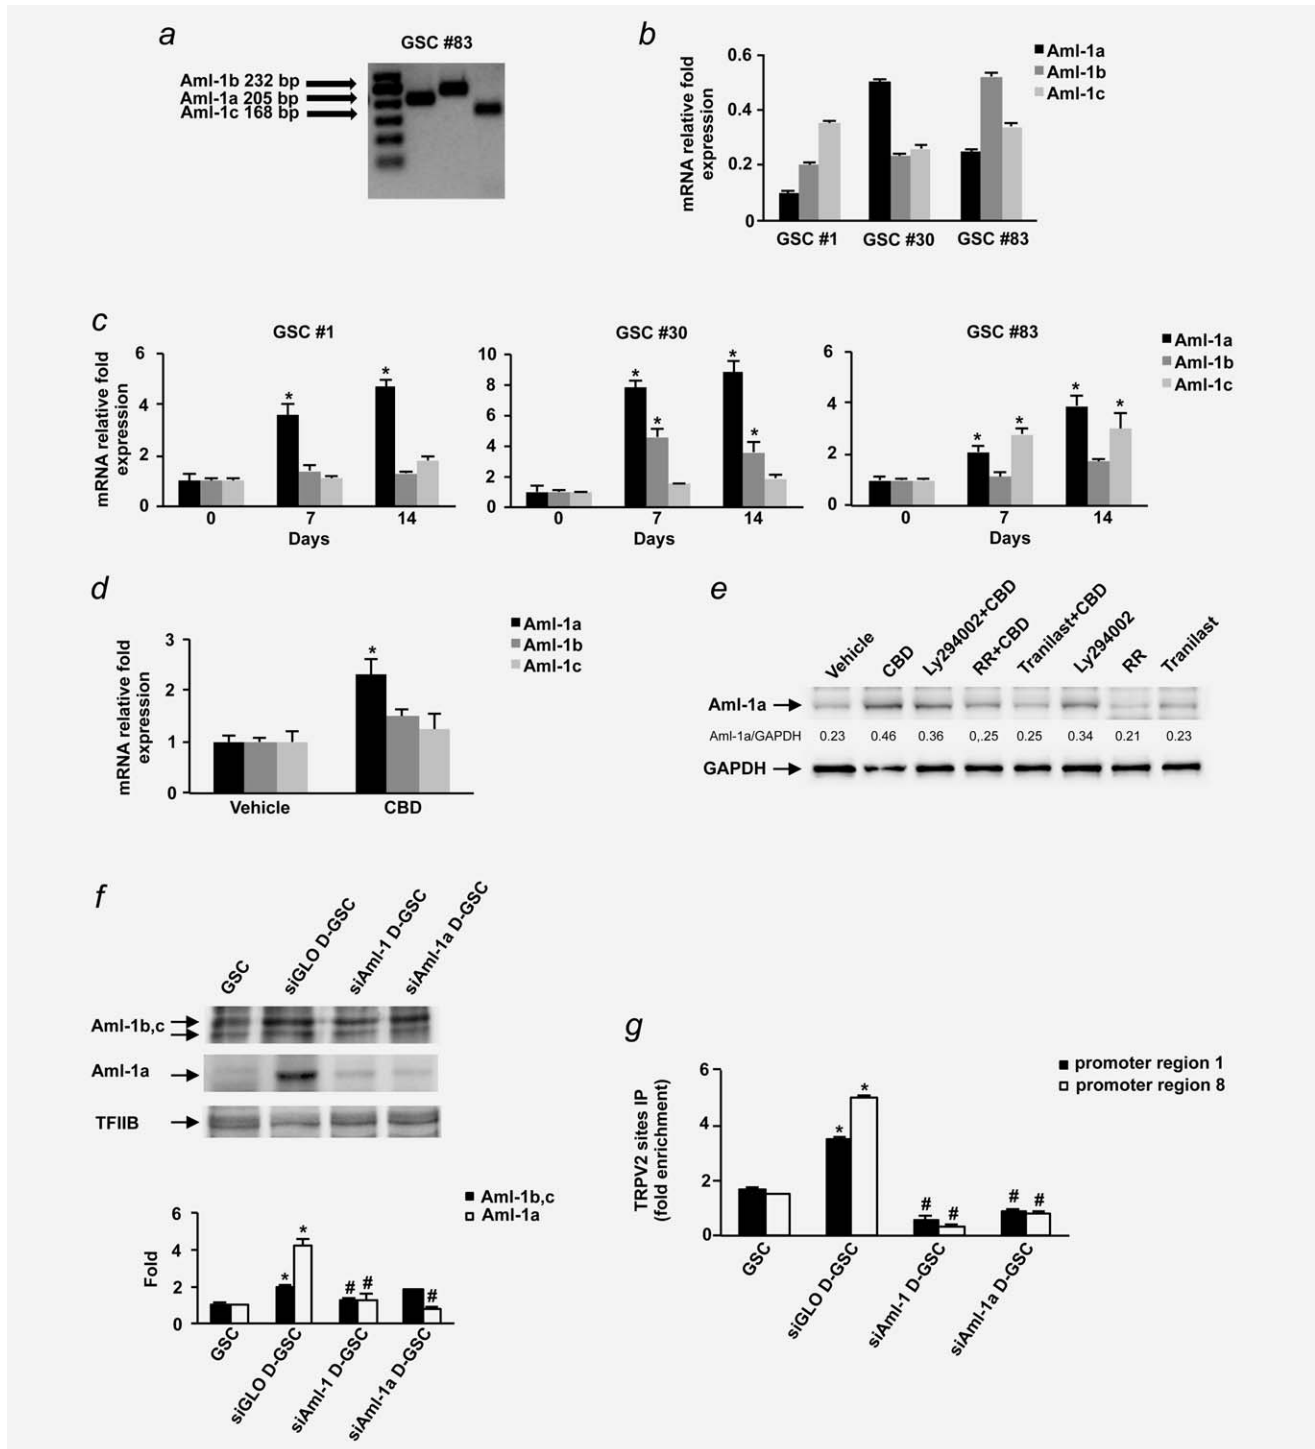 a
GSC #83
Aml-1b 232 bp
Aml-1a 205 bp
Aml-1c 168 bp
b
mRNA relative fold
expression
0.6
0.4
0.2
0
GSC #1 GSC #30 GSC #83
Aml-1a
Aml-1b
Aml-1c
c
GSC #1
mRNA relative fold
expression
6
4
2
0
0 7 14
Days
GSC #30
10
8
6
4
2
0
* * * *
0 7 14
Days
GSC #83
6
4
2
0
* * * *
0 7 14
Days
Aml-1a
Aml-1b
Aml-1c
d
mRNA relative fold
expression
3
2
1
0
*
Vehicle CBD
Aml-1a
Aml-1b
Aml-1c
e
Vehicle
CBD
Ly294002+CBD
RR+CBD
Tranilast+CBD
Ly294002
RR
Tranilast
Aml-1a
Aml-1a/GAPDH 0.23 0.46 0.36 0,.25 0.25 0.34 0.21 0.23
GAPDH
f
GSC
siGLO D-GSC
siAml-1 D-GSC
siAml-1a D-GSC
Aml-1b,c
Aml-1a
TFIIB
Aml-1b,c
Aml-1a
Fold
6
4
2
0
* * # # #
GSC
siGLO D-GSC
siAml-1 D-GSC
siAml-1a D-GSC
g
promoter region 1
promoter region 8
TRPV2 sites IP
(fold enrichment)
6
4
2
0
* * # # # #
GSC
siGLO D-GSC
siAml-1 D-GSC
siAml-1a D-GSC